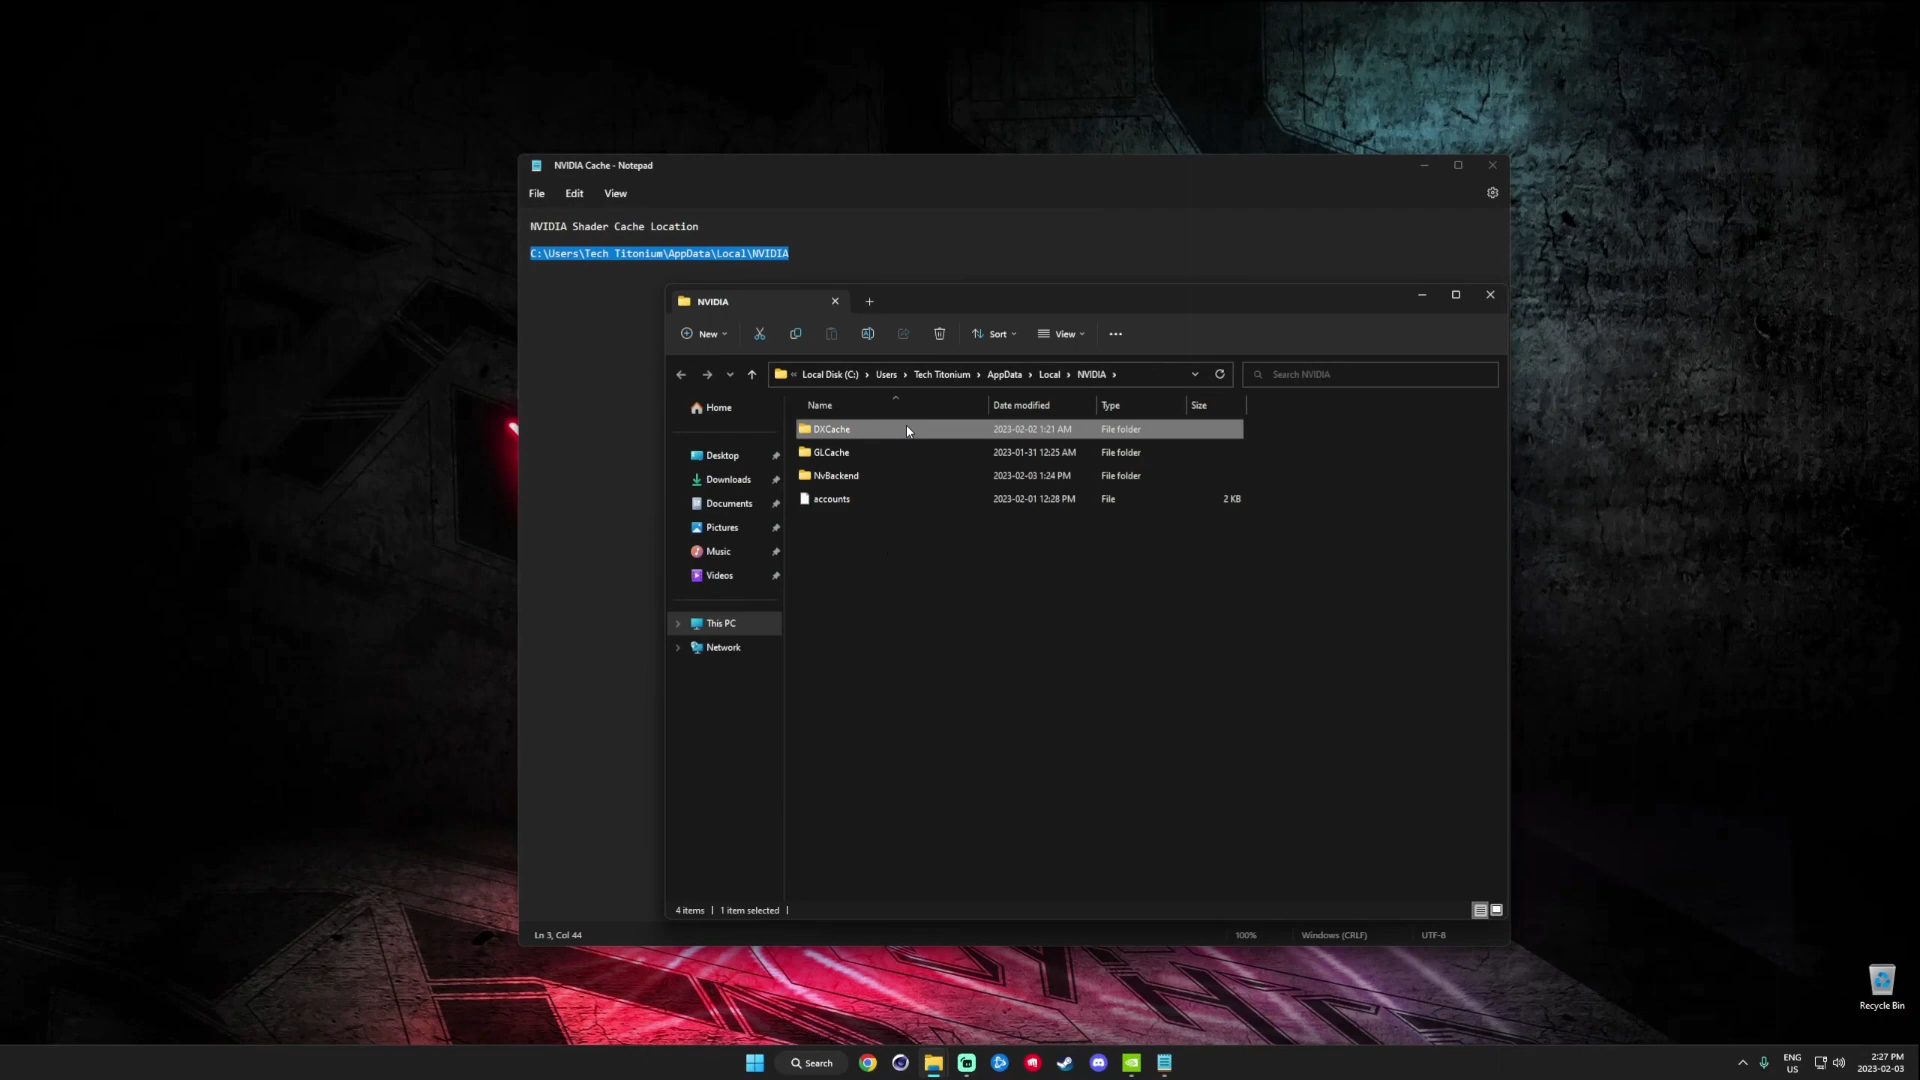 NVIDIA Cache - Notepad
File Edit View
NVIDIA Shader Cache Location
C:\Users\Tech Titonium\AppData\Local\NVIDIA
NVIDIA
New Sort View
« Local Disk (C:) › Users › Tech Titonium › AppData › Local › NVIDIA › Search NVIDIA
Name Date modified Type Size
DXCache 2023-02-02 1:21 AM File folder
GLCache 2023-01-31 12:25 AM File folder
NvBackend 2023-02-03 1:24 PM File folder
accounts 2023-02-01 12:28 PM File 2 KB
Home
Desktop
Downloads
Documents
Pictures
Music
Videos
This PC
Network
4 items | 1 item selected |
Ln 3, Col 44 100% Windows (CRLF) UTF-8
Recycle Bin
Search
ENG
US
2:27 PM
2023-02-03